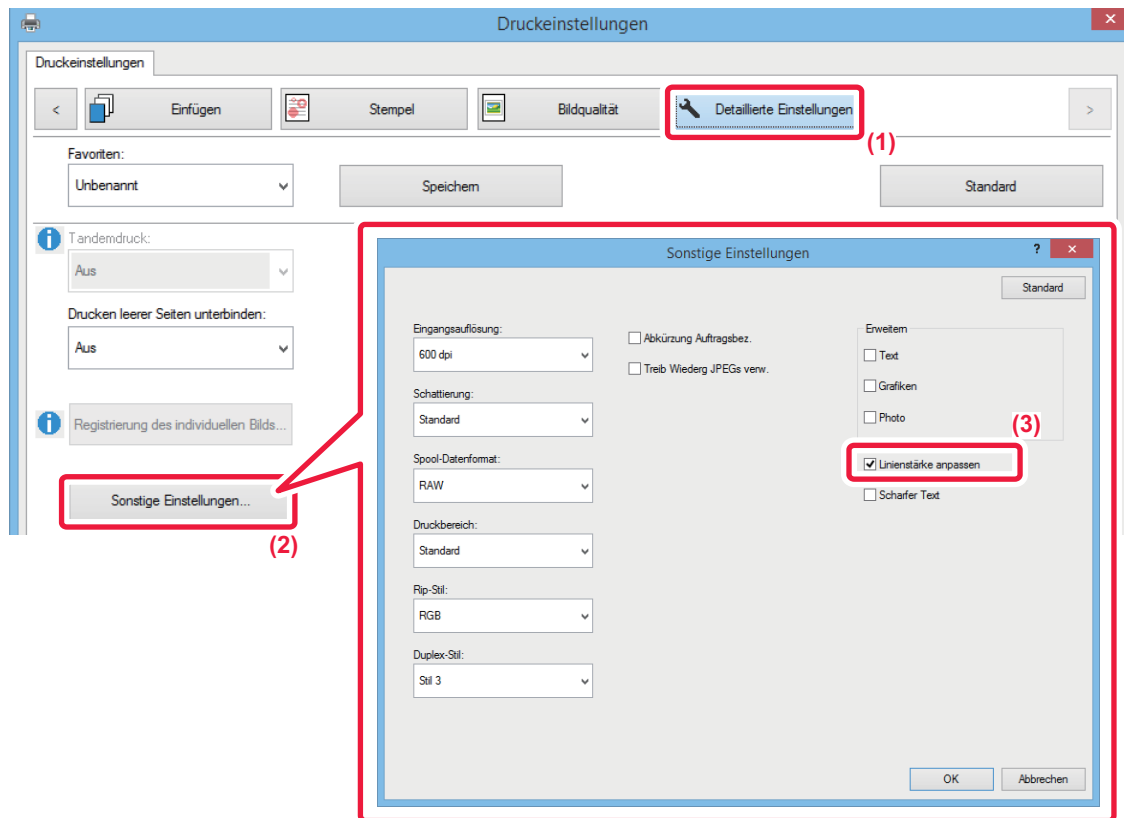 Druckeinstellungen
Druckeinstellungen
< Einfügen Stempel Bildqualität Detaillierte Einstellungen >
(1)
Favoriten:
Unbenannt Speichern Standard
Tandemdruck:
Aus
Drucken leerer Seiten unterbinden:
Aus
Registrierung des individuellen Bilds...
Sonstige Einstellungen...
(2)
Sonstige Einstellungen ?
Standard
Eingangsauflösung:
600 dpi
Schattierung:
Standard
Spool-Datenformat:
RAW
Druckbereich:
Standard
Rip-Stil:
RGB
Duplex-Stil:
Stil 3
Abkürzung Auftragsbez.
Treib Wiederg JPEGs verw.
Erweitern
Text
Grafiken
Photo
(3)
Linienstärke anpassen
Scharfer Text
OK Abbrechen